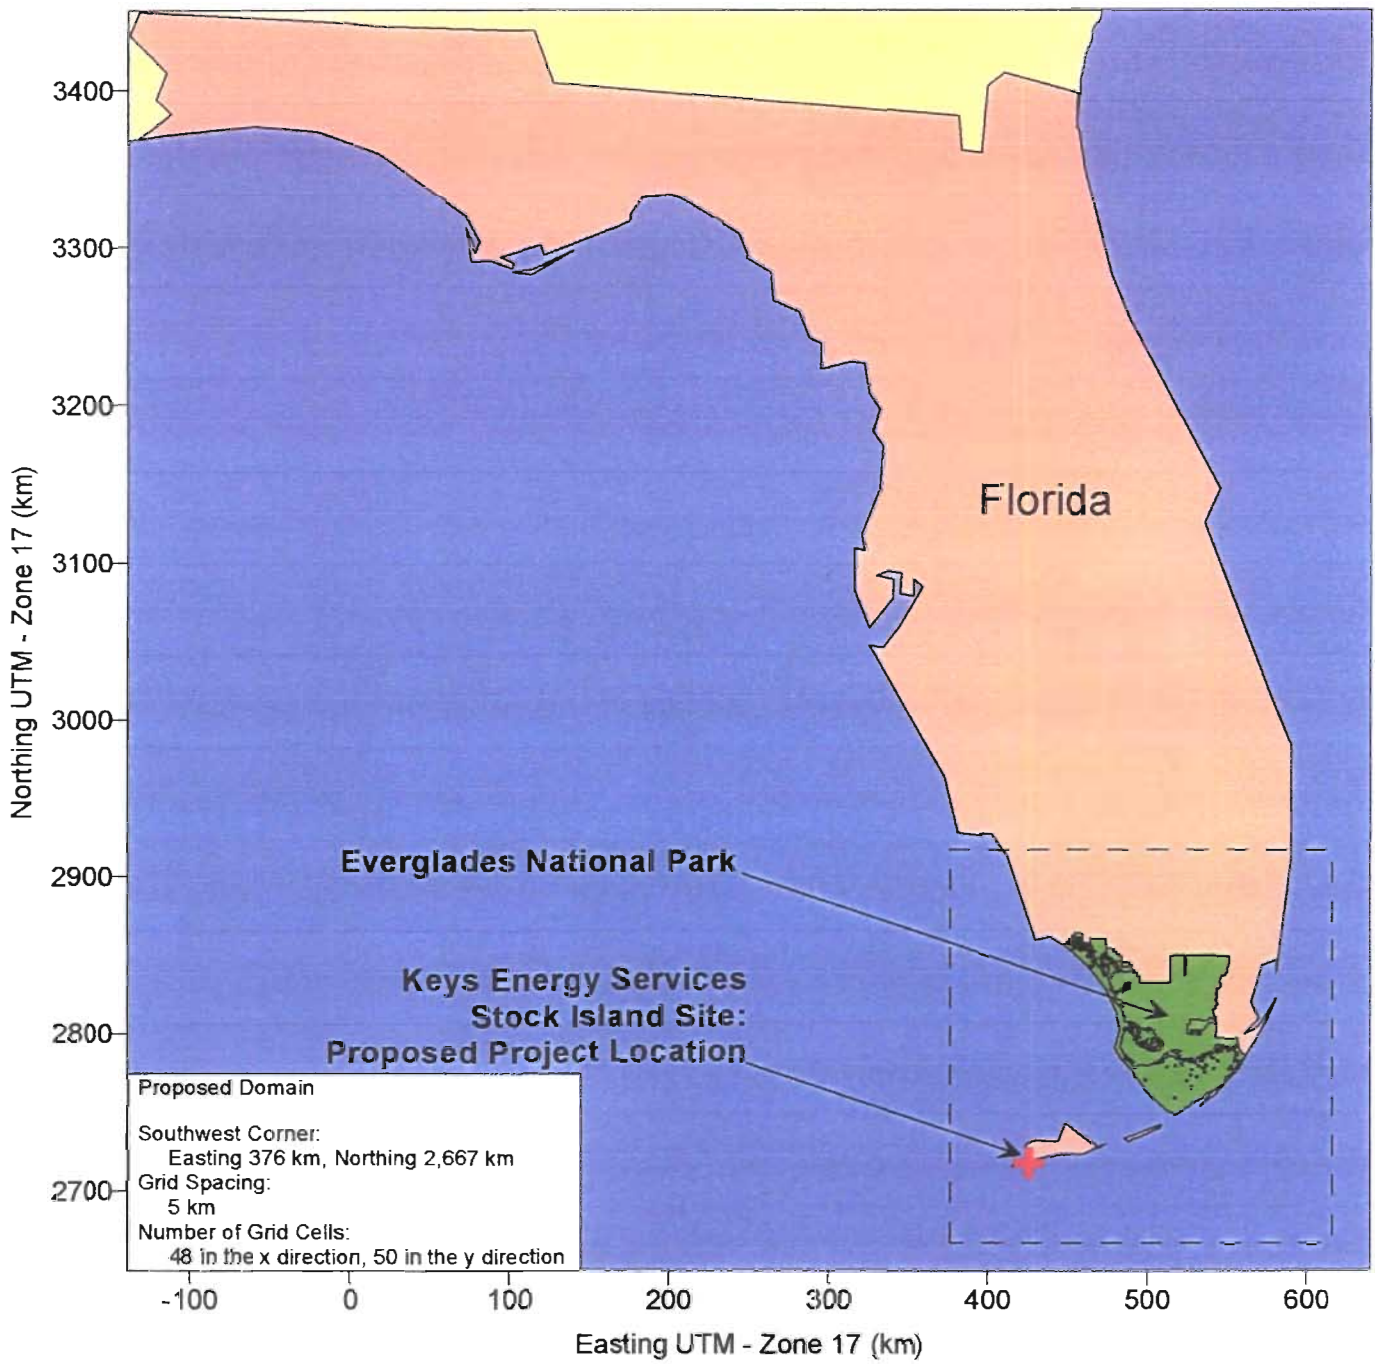 3400
3300
3200
3100
3000
2900
2800
2700
Northing UTM - Zone 17 (km)
Florida
Everglades National Park
Keys Energy Services
Stock Island Site:
Proposed Project Location
Proposed Domain
Southwest Corner:
Easting 376 km, Northing 2,667 km
Grid Spacing:
5 km
Number of Grid Cells:
48 in the x direction, 50 in the y direction
-100 0 100 200 300 400 500 600
Easting UTM - Zone 17 (km)